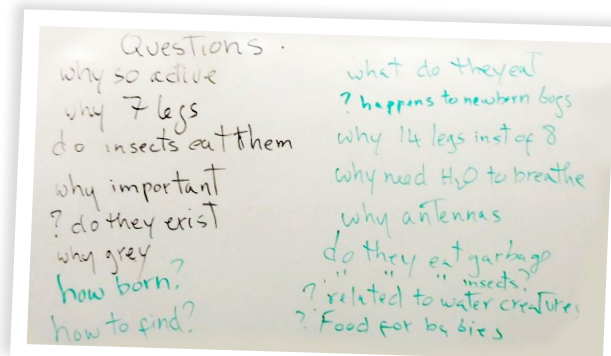 Questions.
why so active
why 7 legs
do insects eat them
why important
? do they exist
why grey
how born?
how to find?
what do they eat
? happens to newborn bogs
why 14 legs inst of 8
why need H₂O to breathe
why antennas
do they eat garbage
" " " insects?
? related to water creatures
? Food for babies